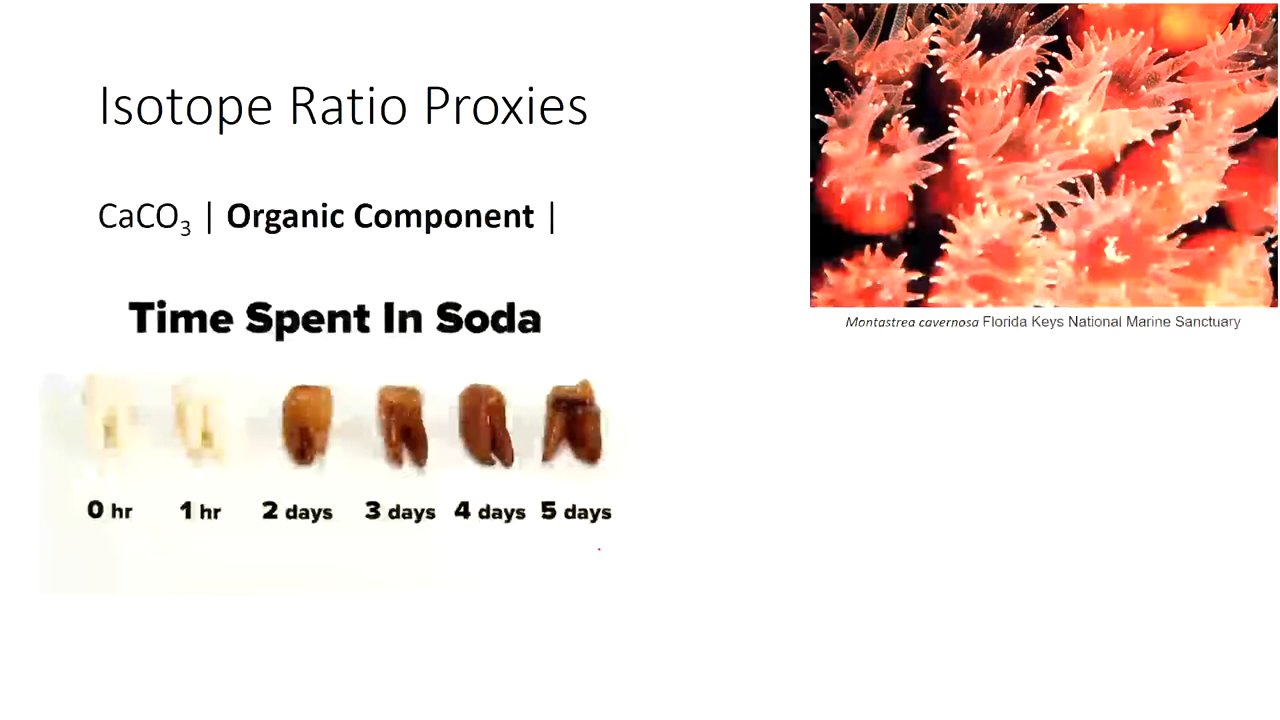 Isotope Ratio Proxies
CaCO₃ | Organic Component |
Time Spent In Soda
0 hr 1 hr 2 days 3 days 4 days 5 days
Montastrea cavernosa Florida Keys National Marine Sanctuary